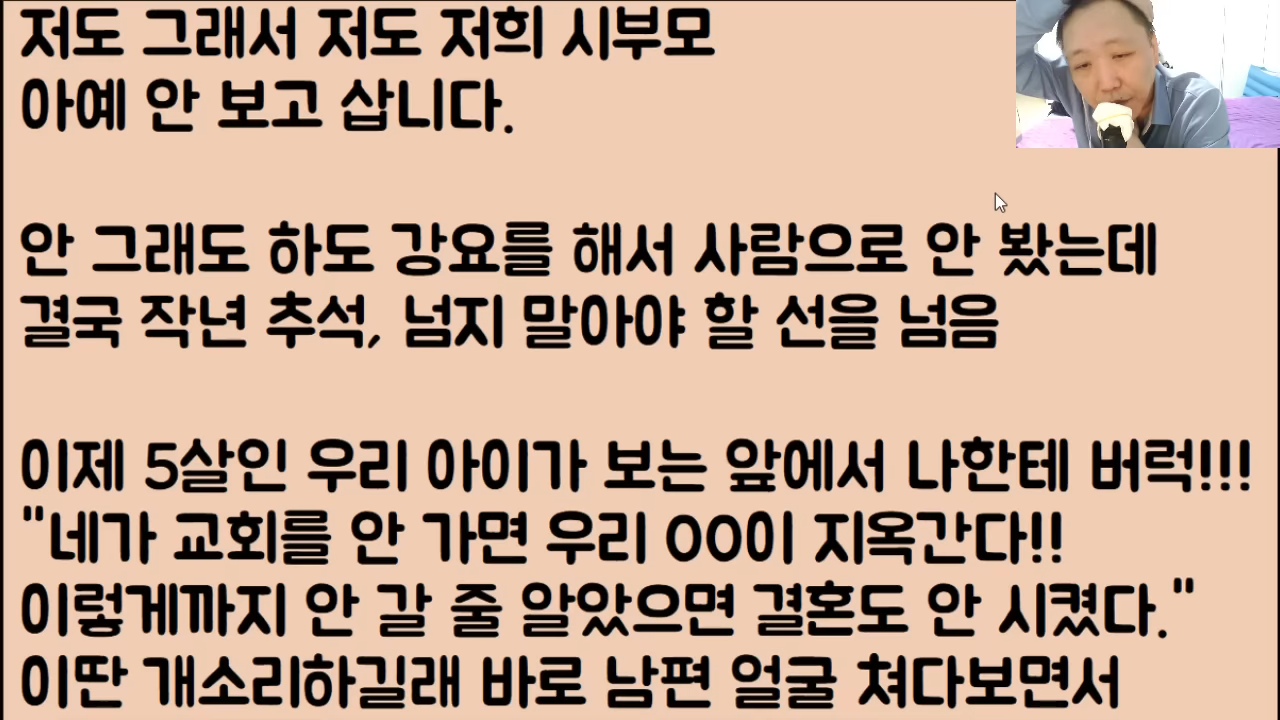 저도 그래서 저도 저희 시부모
아예 안 보고 삽니다.
안 그래도 하도 강요를 해서 사람으로 안 봤는데
결국 작년 추석, 넘지 말아야 할 선을 넘음
이제 5살인 우리 아이가 보는 앞에서 나한테 버럭!!!
"네가 교회를 안 가면 우리 OO이 지옥간다!!
이렇게까지 안 갈 줄 알았으면 결혼도 안 시켰다."
이딴 개소리하길래 바로 남편 얼굴 쳐다보면서